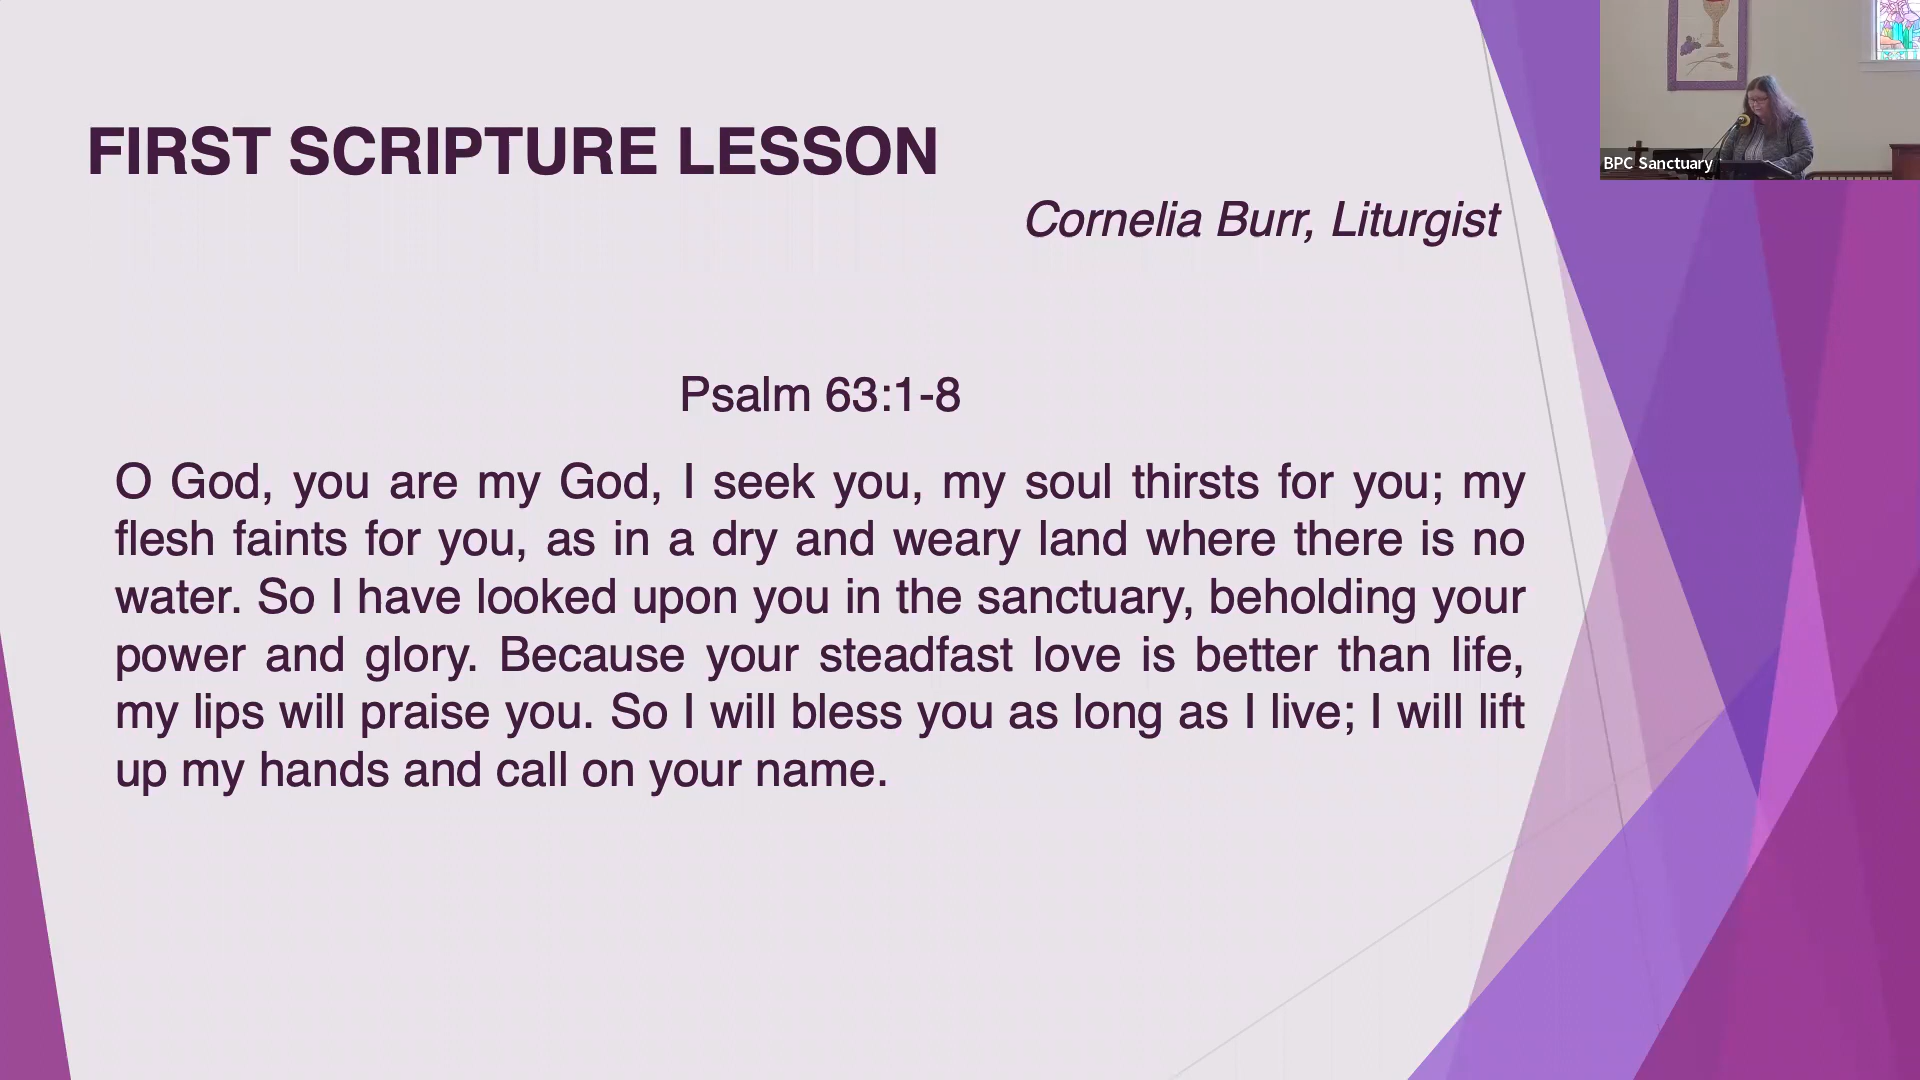 FIRST SCRIPTURE LESSON
Cornelia Burr, Liturgist
BPC Sanctuary
Psalm 63:1-8
O God, you are my God, I seek you, my soul thirsts for you; my
flesh faints for you, as in a dry and weary land where there is no
water. So I have looked upon you in the sanctuary, beholding your
power and glory. Because your steadfast love is better than life,
my lips will praise you. So I will bless you as long as I live; I will lift
up my hands and call on your name.